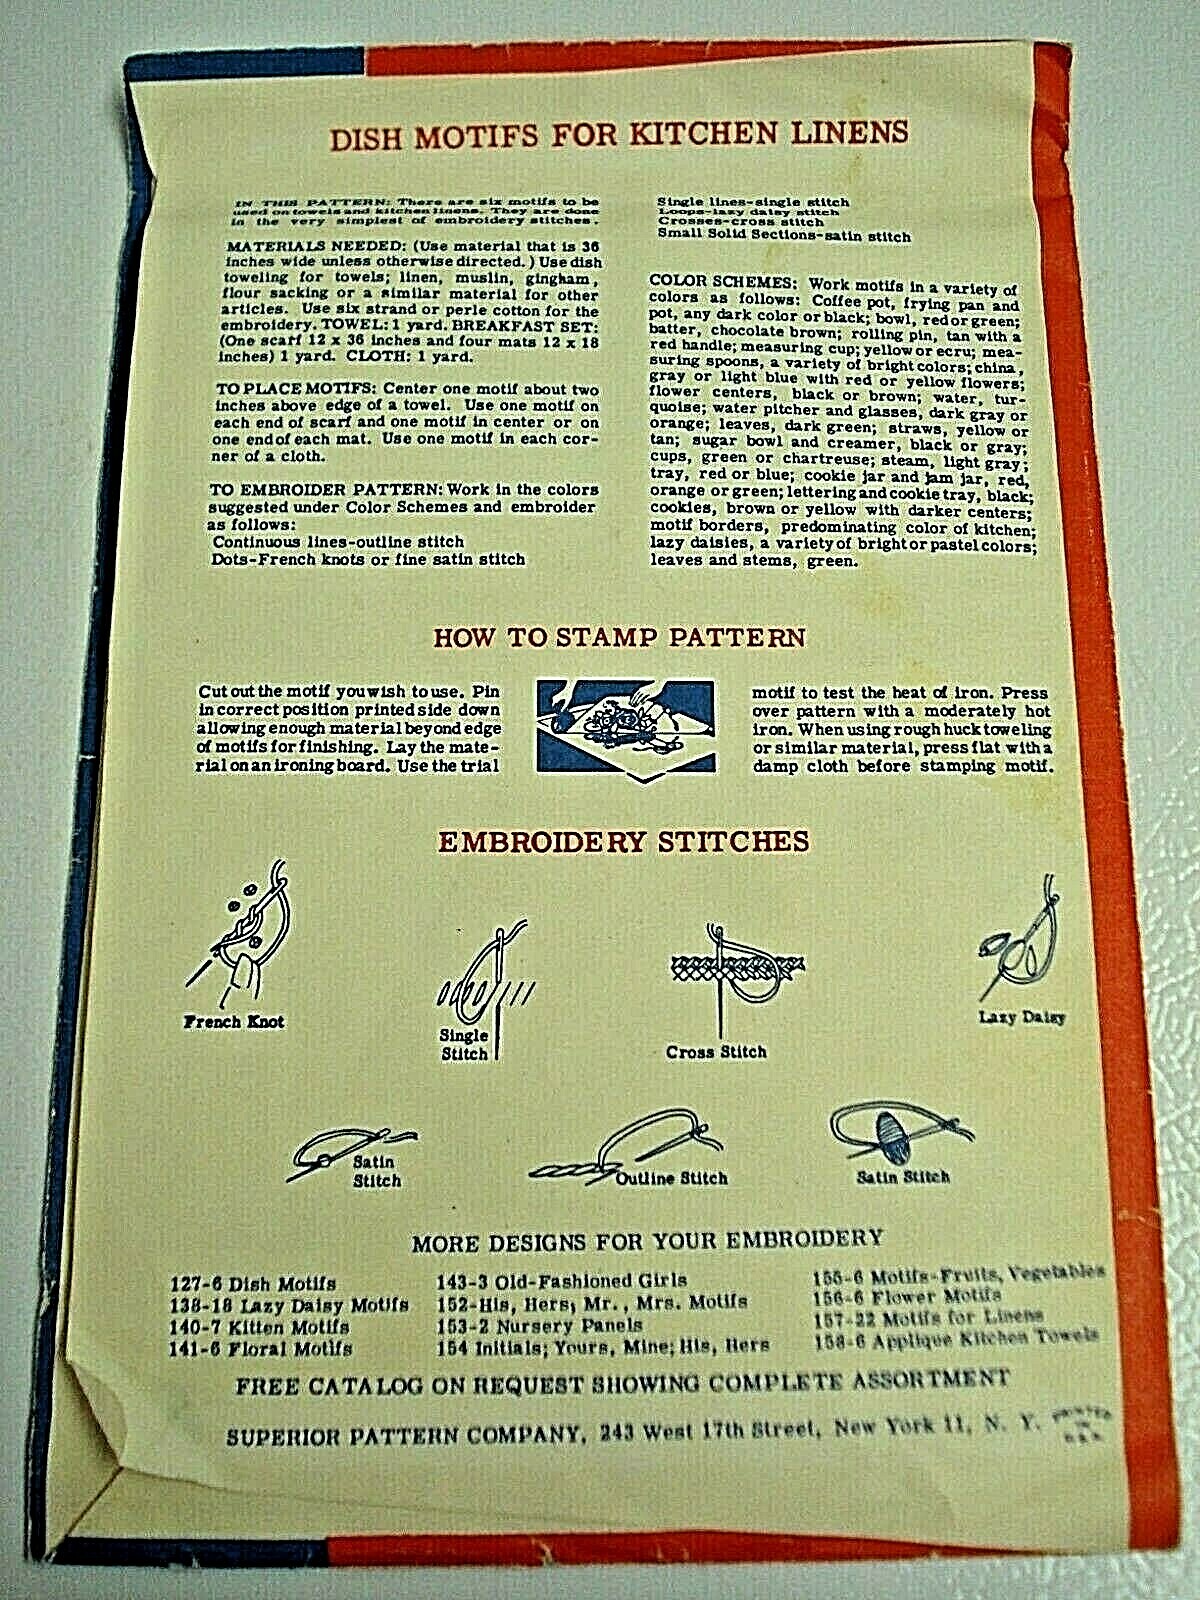 DISH MOTIFS FOR KITCHEN LINENS
IN THIS PATTERN: There are six motifs to be
used on towels and kitchen linens. They are done
in the very simplest of embroidery stitches.
MATERIALS NEEDED: (Use material that is 36
inches wide unless otherwise directed.) Use dish
toweling for towels; linen, muslin, gingham,
flour sacking or a similar material for other
articles. Use six strand or perle cotton for the
embroidery. TOWEL: 1 yard. BREAKFAST SET:
(One scarf 12 x 36 inches and four mats 12 x 18
inches) 1 yard. CLOTH: 1 yard.
TO PLACE MOTIFS: Center one motif about two
inches above edge of a towel. Use one motif on
each end of scarf and one motif in center or on
one end of each mat. Use one motif in each cor-
ner of a cloth.
TO EMBROIDER PATTERN: Work in the colors
suggested under Color Schemes and embroider
as follows:
Continuous lines-outline stitch
Dots-French knots or fine satin stitch
Single lines-single stitch
Loops-lazy daisy stitch
Crosses-cross stitch
Small Solid Sections-satin stitch
COLOR SCHEMES: Work motifs in a variety of
colors as follows: Coffee pot, frying pan and
pot, any dark color or black; bowl, red or green;
batter, chocolate brown; rolling pin, tan with a
red handle; measuring cup; yellow or ecru; mea-
suring spoons, a variety of bright colors; china,
gray or light blue with red or yellow flowers;
flower centers, black or brown; water, tur-
quoise; water pitcher and glasses, dark gray or
orange; leaves, dark green; straws, yellow or
tan; sugar bowl and creamer, black or gray;
cups, green or chartreuse; steam, light gray;
tray, red or blue; cookie jar and jam jar, red,
orange or green; lettering and cookie tray, black;
cookies, brown or yellow with darker centers;
motif borders, predominating color of kitchen;
lazy daisies, a variety of bright or pastel colors;
leaves and stems, green.
HOW TO STAMP PATTERN
Cut out the motif you wish to use. Pin
in correct position printed side down
allowing enough material beyond edge
of motifs for finishing. Lay the mate-
rial on an ironing board. Use the trial
motif to test the heat of iron. Press
over pattern with a moderately hot
iron. When using rough huck toweling
or similar material, press flat with a
damp cloth before stamping motif.
EMBROIDERY STITCHES
French Knot
Single
Stitch
Cross Stitch
Lazy Daisy
Satin
Stitch
Outline Stitch
Satin Stitch
MORE DESIGNS FOR YOUR EMBROIDERY
127-6 Dish Motifs
138-18 Lazy Daisy Motifs
140-7 Kitten Motifs
141-6 Floral Motifs
143-3 Old-Fashioned Girls
152-His, Hers; Mr., Mrs. Motifs
153-2 Nursery Panels
154 Initials; Yours, Mine; His, Hers
155-6 Motifs-Fruits, Vegetables
156-6 Flower Motifs
157-22 Motifs for Linens
158-6 Applique Kitchen Towels
FREE CATALOG ON REQUEST SHOWING COMPLETE ASSORTMENT
SUPERIOR PATTERN COMPANY, 243 West 17th Street, New York 11, N. Y.
PRINTED
IN
U.S.A.